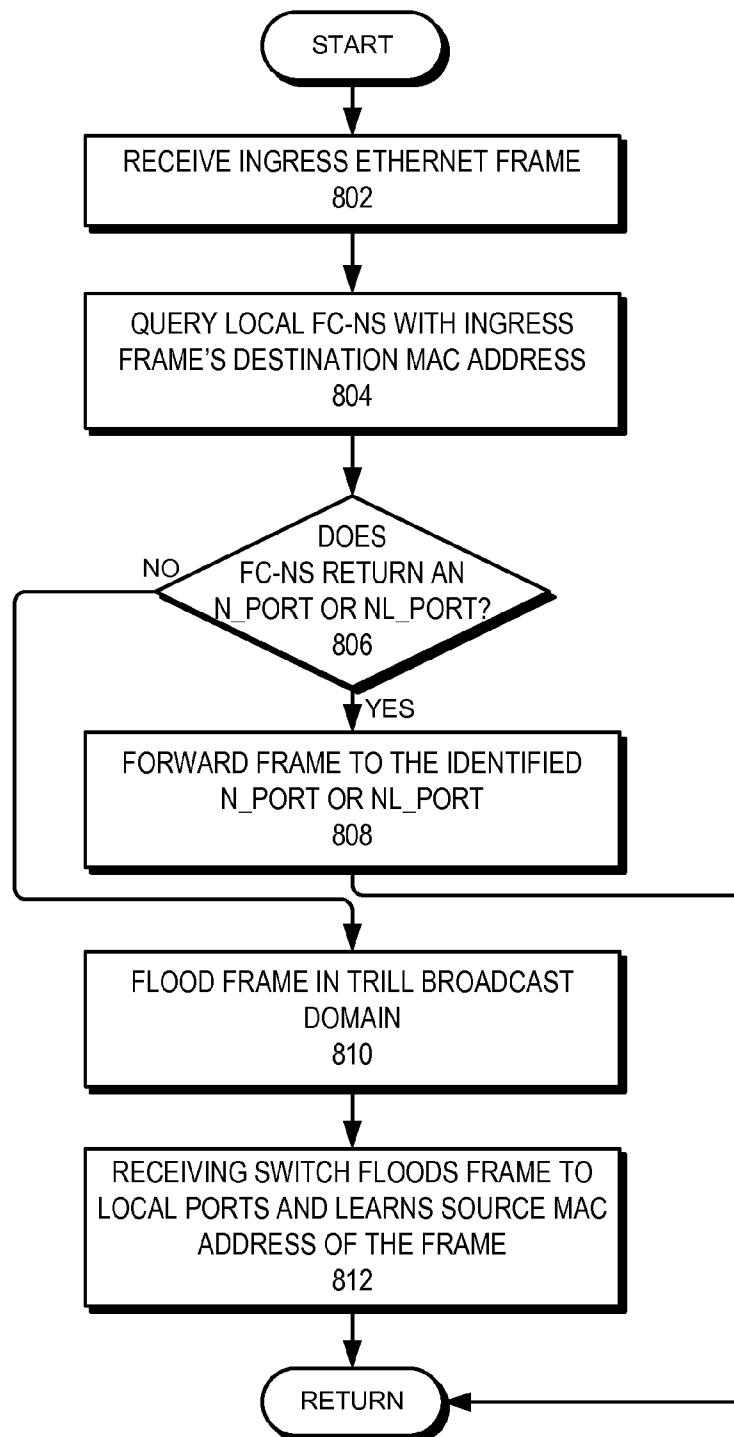 START
RECEIVE INGRESS ETHERNET FRAME
802
QUERY LOCAL FC-NS WITH INGRESS
FRAME'S DESTINATION MAC ADDRESS
804
DOES
FC-NS RETURN AN
N_PORT OR NL_PORT?
806
NO
YES
FORWARD FRAME TO THE IDENTIFIED
N_PORT OR NL_PORT
808
FLOOD FRAME IN TRILL BROADCAST
DOMAIN
810
RECEIVING SWITCH FLOODS FRAME TO
LOCAL PORTS AND LEARNS SOURCE MAC
ADDRESS OF THE FRAME
812
RETURN